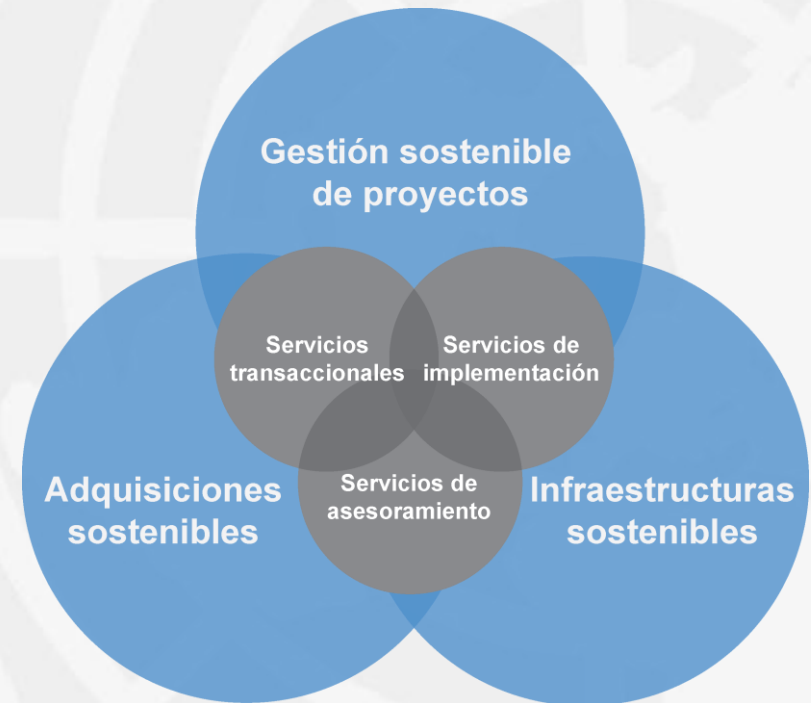 Gestión sostenible
de proyectos
Servicios
transaccionales
Servicios de
implementación
Adquisiciones
sostenibles
Servicios de
asesoramiento
Infraestructuras
sostenibles